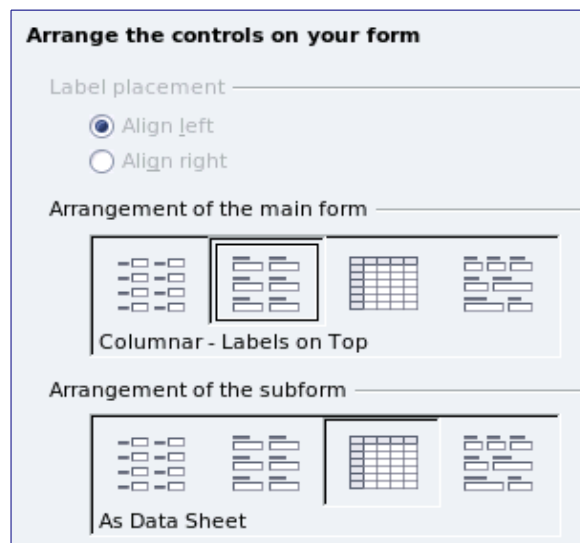 Arrange the controls on your form
Label placement
Align left
Align right
Arrangement of the main form
Columnar - Labels on Top
Arrangement of the subform
As Data Sheet